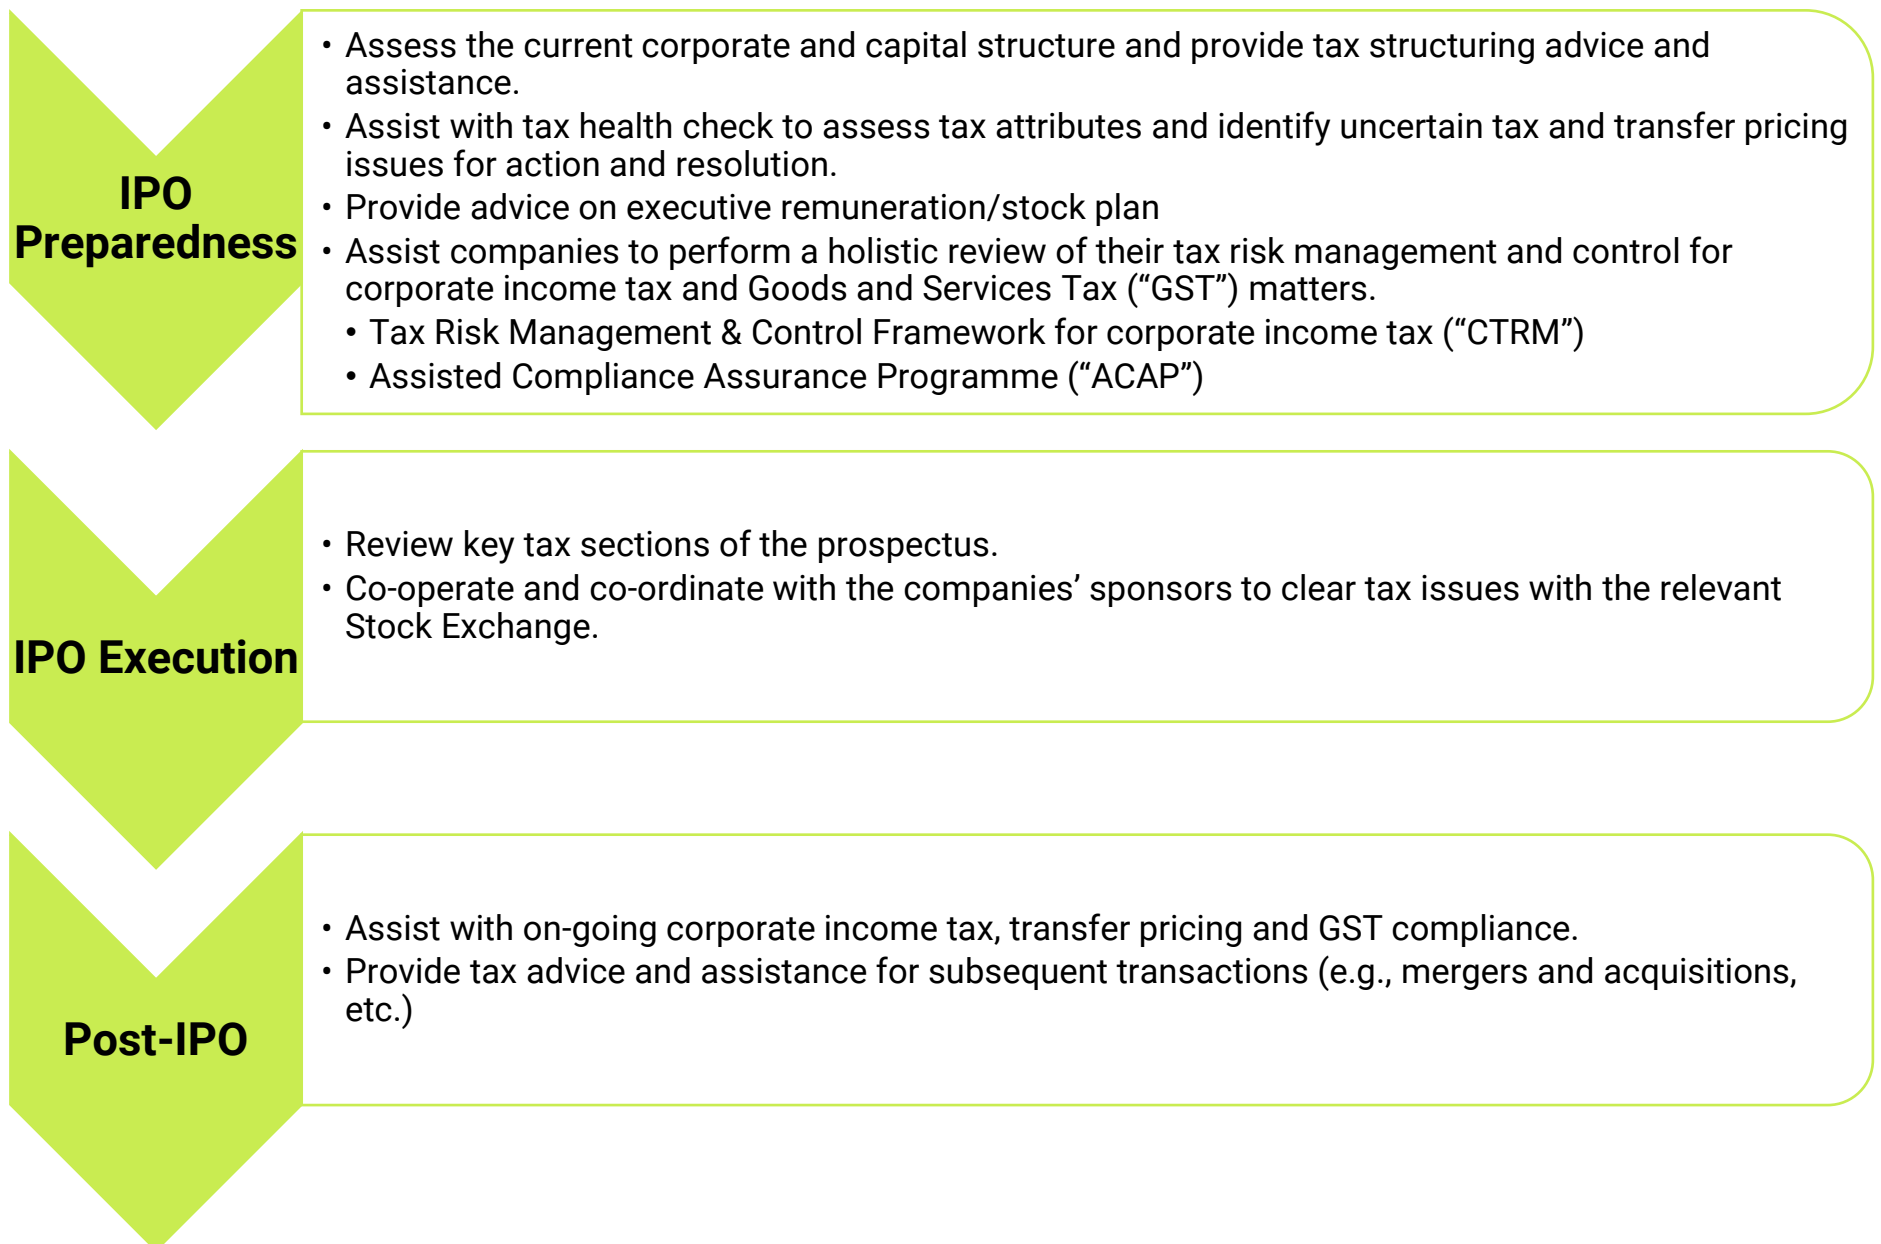 IPO
Preparedness
• Assess the current corporate and capital structure and provide tax structuring advice and
assistance.
• Assist with tax health check to assess tax attributes and identify uncertain tax and transfer pricing
issues for action and resolution.
• Provide advice on executive remuneration/stock plan
• Assist companies to perform a holistic review of their tax risk management and control for
corporate income tax and Goods and Services Tax (“GST”) matters.
• Tax Risk Management & Control Framework for corporate income tax (“CTRM”)
• Assisted Compliance Assurance Programme (“ACAP”)
IPO Execution
• Review key tax sections of the prospectus.
• Co-operate and co-ordinate with the companies’ sponsors to clear tax issues with the relevant
Stock Exchange.
Post-IPO
• Assist with on-going corporate income tax, transfer pricing and GST compliance.
• Provide tax advice and assistance for subsequent transactions (e.g., mergers and acquisitions,
etc.)